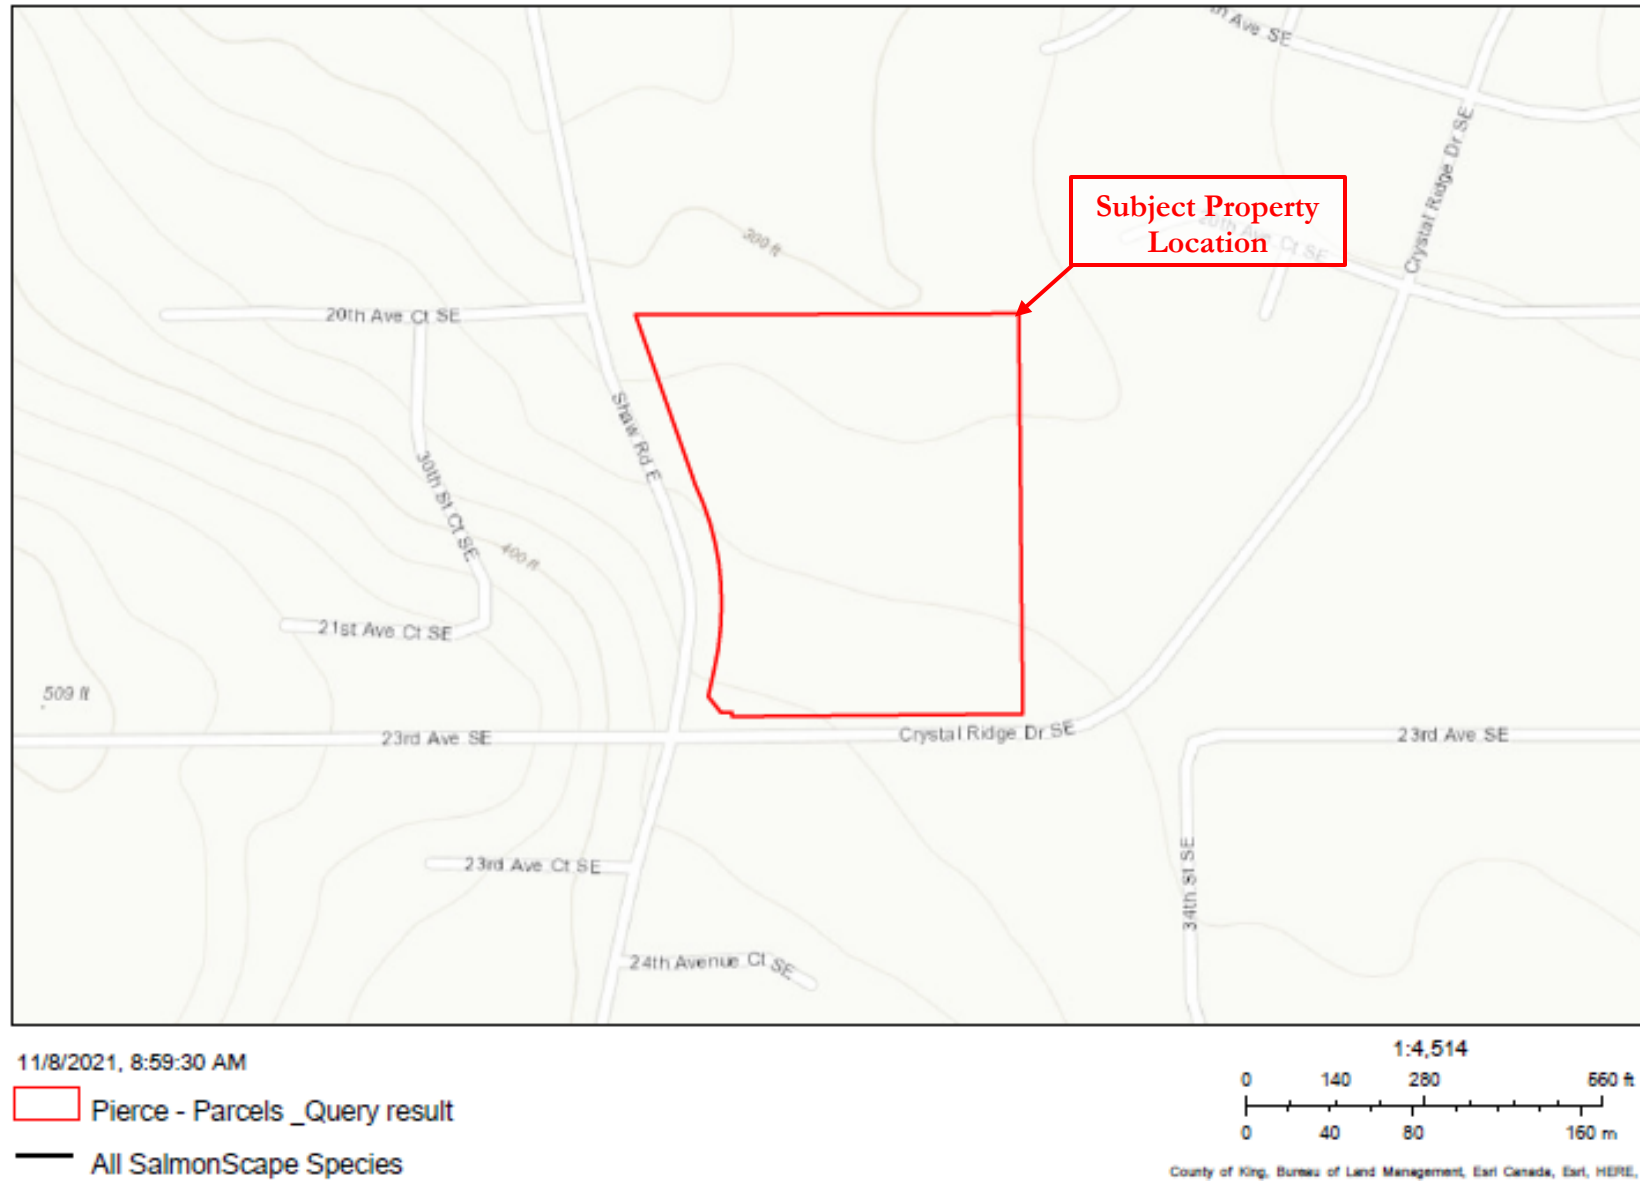 Ave SE
Crystal Ridge Dr SE
Subject Property
Location
20th Ave Ct SE
300 ft
20th Ave Ct SE
Shaw Rd E
30th St Ct SE
400 ft
21st Ave Ct SE
509 ft
23rd Ave SE
Crystal Ridge Dr SE
23rd Ave SE
23rd Ave Ct SE
34th St SE
24th Avenue Ct SE
11/8/2021, 8:59:30 AM
1:4,514
0 140 280 560 ft
Pierce - Parcels _Query result
0 40 80 160 m
All SalmonScape Species
County of King, Bureau of Land Management, Esri Canada, Esri, HERE,